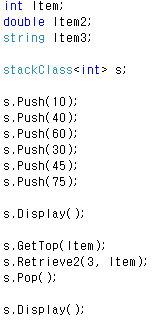 int Item;
double Item2;
string Item3;
stackClass<int> s;
s.Push(10);
s.Push(40);
s.Push(60);
s.Push(30);
s.Push(45);
s.Push(75);
s.Display();
s.GetTop(Item);
s.Retrieve2(3, Item);
s.Pop();
s.Display();